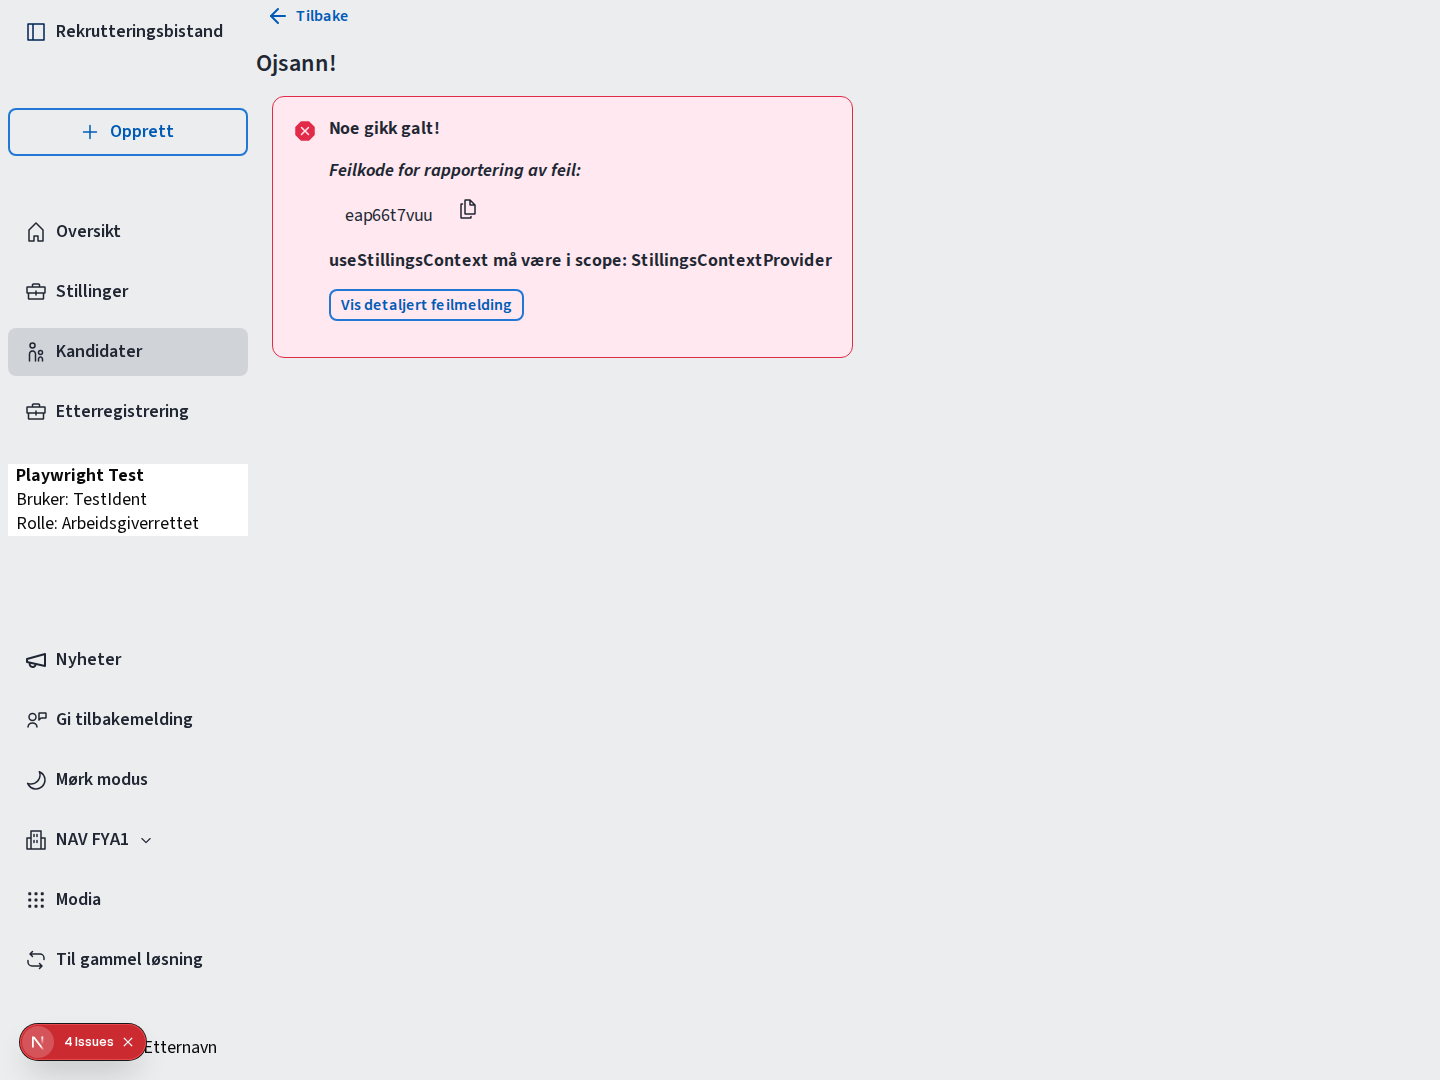 Rekrutteringsbistand
Opprett
Oversikt
Stillinger
Kandidater
Etterregistrering
Playwright Test
Bruker: TestIdent
Rolle: Arbeidsgiverrettet
Nyheter
Gi tilbakemelding
Mørk modus
NAV FYA1
Modia
Til gammel løsning
4 Issues
Etternavn
Tilbake
Ojsann!
Noe gikk galt!
Feilkode for rapportering av feil:
eap66t7vuu
useStillingsContext må være i scope: StillingsContextProvider
Vis detaljert feilmelding